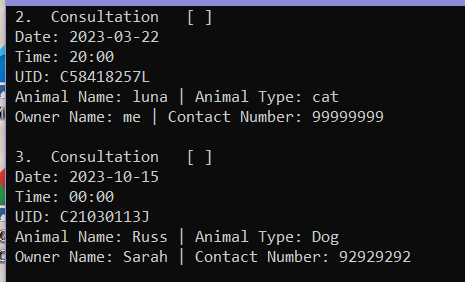 2.  Consultation   [ ]
Date: 2023-03-22
Time: 20:00
UID: C58418257L
Animal Name: luna | Animal Type: cat
Owner Name: me | Contact Number: 99999999
3.  Consultation   [ ]
Date: 2023-10-15
Time: 00:00
UID: C21030113J
Animal Name: Russ | Animal Type: Dog
Owner Name: Sarah | Contact Number: 92929292